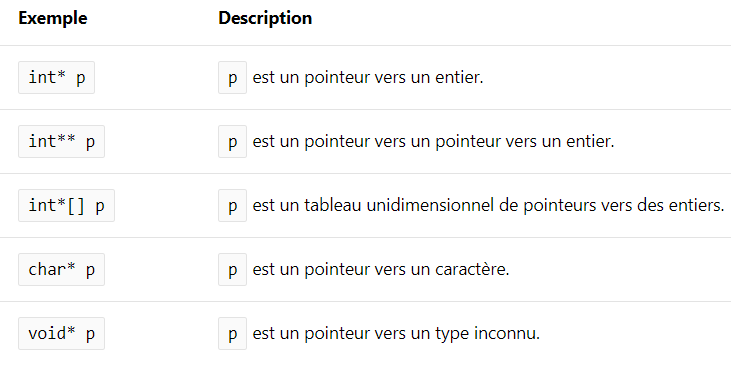 Exemple Description
int* p p est un pointeur vers un entier.
int** p p est un pointeur vers un pointeur vers un entier.
int*[] p p est un tableau unidimensionnel de pointeurs vers des entiers.
char* p p est un pointeur vers un caractère.
void* p p est un pointeur vers un type inconnu.